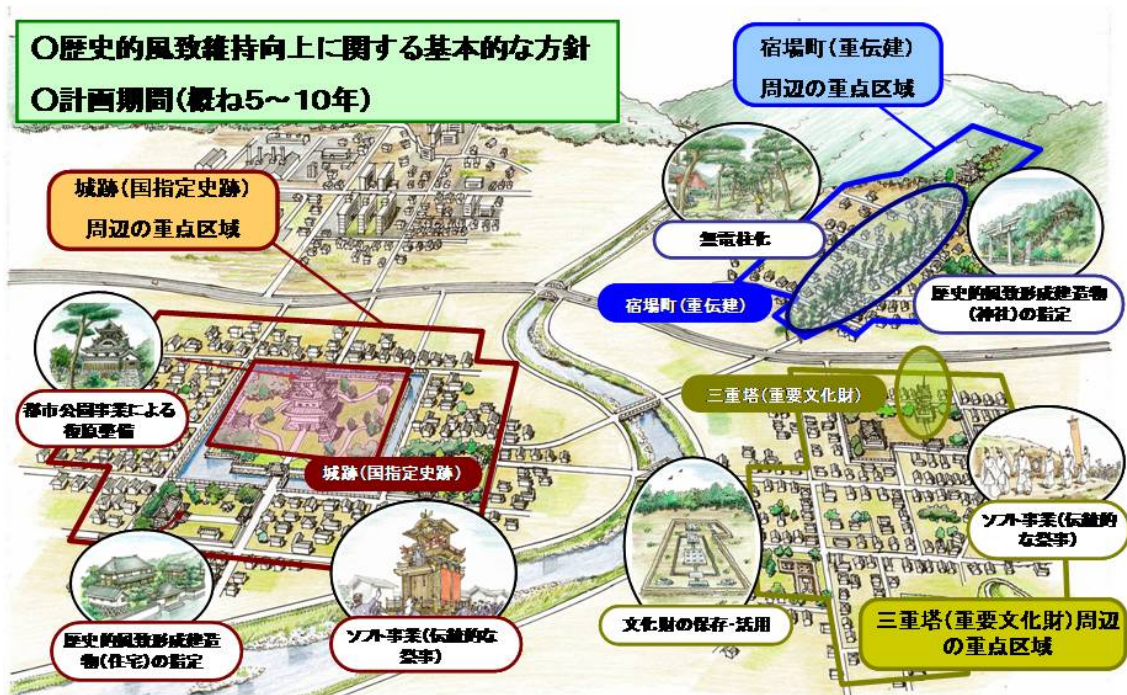 〇歴史的風致維持向上に関する基本的な方針
〇計画期間(概ね5～10年)
宿場町(重伝建)
周辺の重点区域
城跡(国指定史跡)
周辺の重点区域
無電柱化
宿場町(重伝建)
歴史的風致形成建造物
(神社)の指定
都市公園事業による
復原整備
三重塔(重要文化財)
城跡(国指定史跡)
ソフト事業(伝統的
な祭事)
歴史的風致形成建造
物(住宅)の指定
ソフト事業(伝統的な
祭事)
文化財の保存・活用
三重塔(重要文化財)周辺
の重点区域